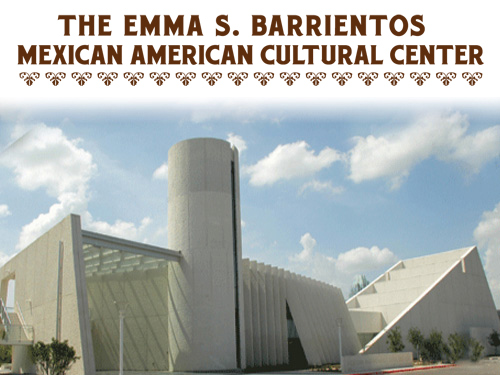 THE EMMA S. BARRIENTOS
MEXICAN AMERICAN CULTURAL CENTER